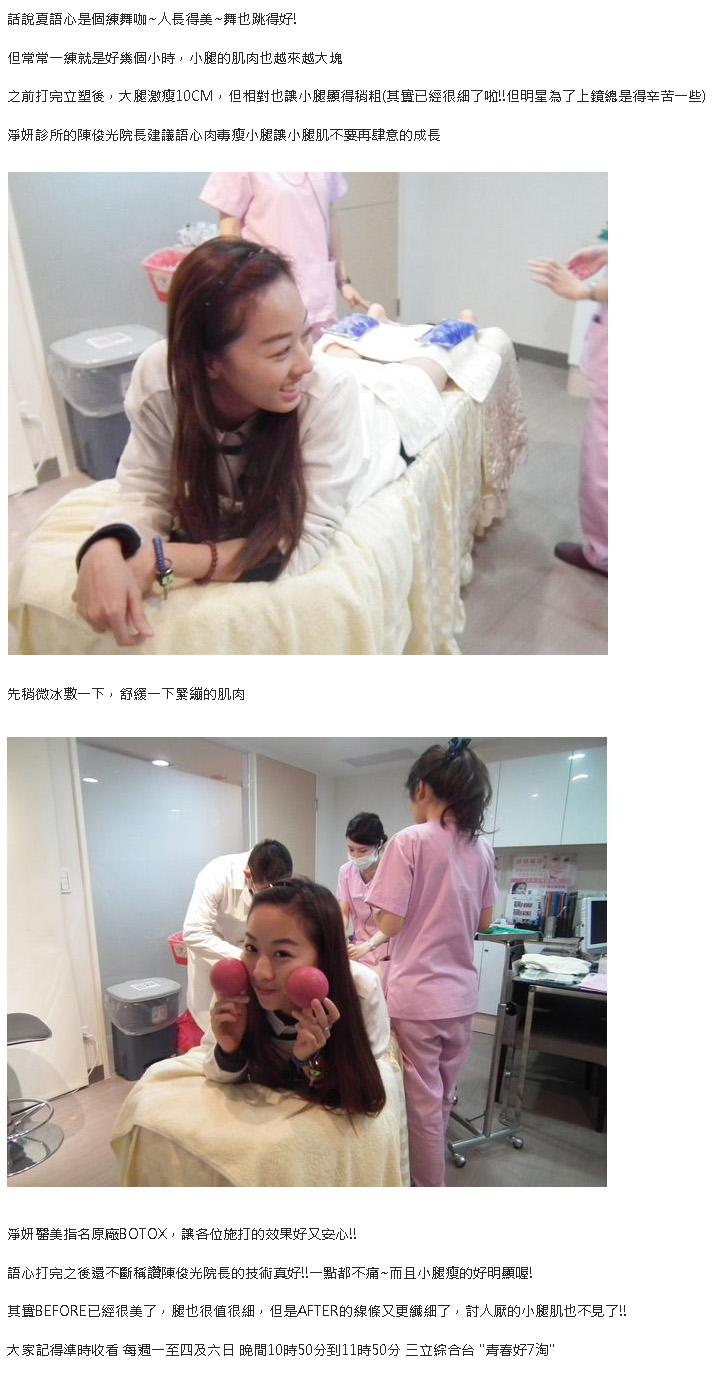 話說夏語心是個練舞咖~人長得美~舞也跳得好!
但常常一練就是好幾個小時，小腿的肌肉也越來越大塊
之前打完立塑後，大腿激瘦10CM，但相對也讓小腿顯得稍粗(其實已經很細了啦!!但明星為了上鏡總是得辛苦一些)
淨妍診所的陳俊光院長建議語心肉毒瘦小腿讓小腿肌不要再肆意的成長
先稍微冰敷一下，舒緩一下緊繃的肌肉
淨妍醫美指名原廠BOTOX，讓各位施打的效果好又安心!!
語心打完之後還不斷稱讚陳俊光院長的技術真好!!一點都不痛~而且小腿瘦的好明顯喔!
其實BEFORE已經很美了，腿也很值很細，但是AFTER的線條又更纖細了，討人厭的小腿肌也不見了!!
大家記得準時收看 每週一至四及六日 晚間10時50分到11時50分 三立綜合台 "青春好7淘"